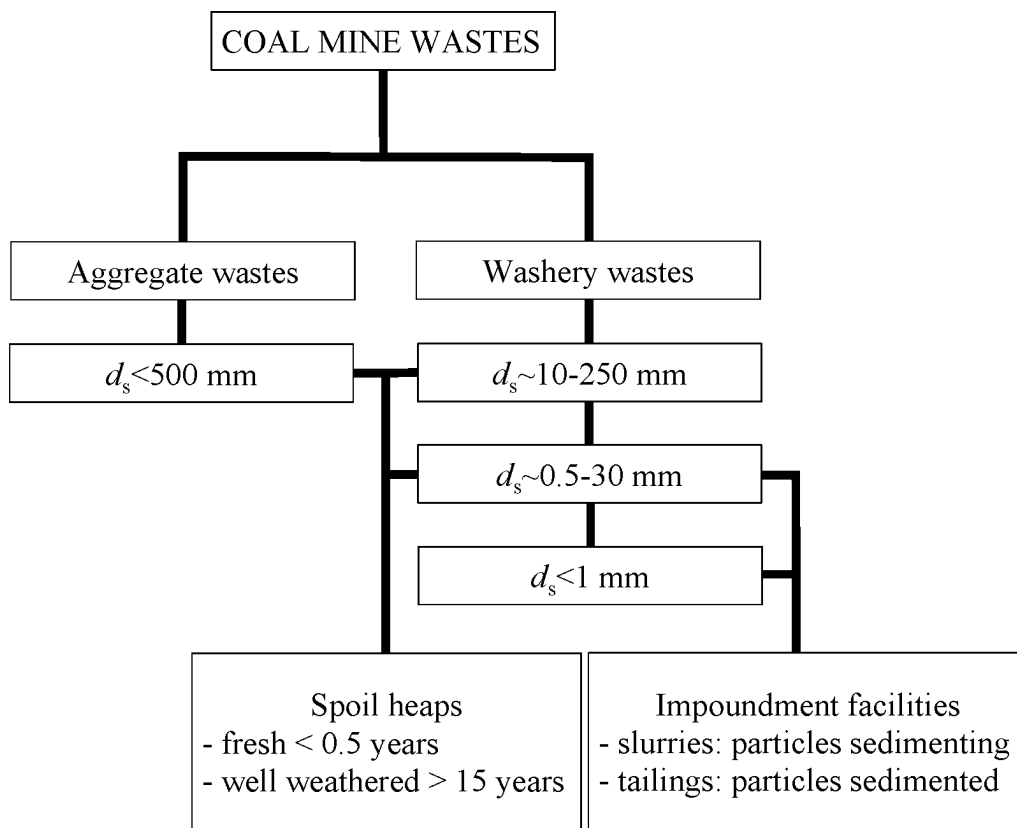 COAL MINE WASTES
Aggregate wastes
Washery wastes
dₛ<500 mm
dₛ~10-250 mm
dₛ~0.5-30 mm
dₛ<1 mm
Spoil heaps
- fresh < 0.5 years
- well weathered > 15 years
Impoundment facilities
- slurries: particles sedimenting
- tailings: particles sedimented